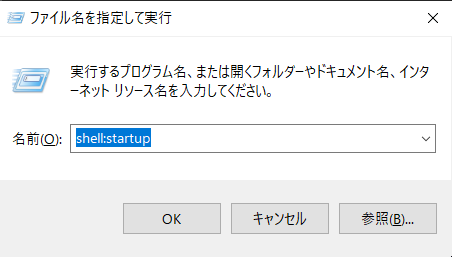 ファイル名を指定して実行
実行するプログラム名、または開くフォルダーやドキュメント名、インタ
ーネット リソース名を入力してください。
名前(O): shell:startup
OK キャンセル 参照(B)...